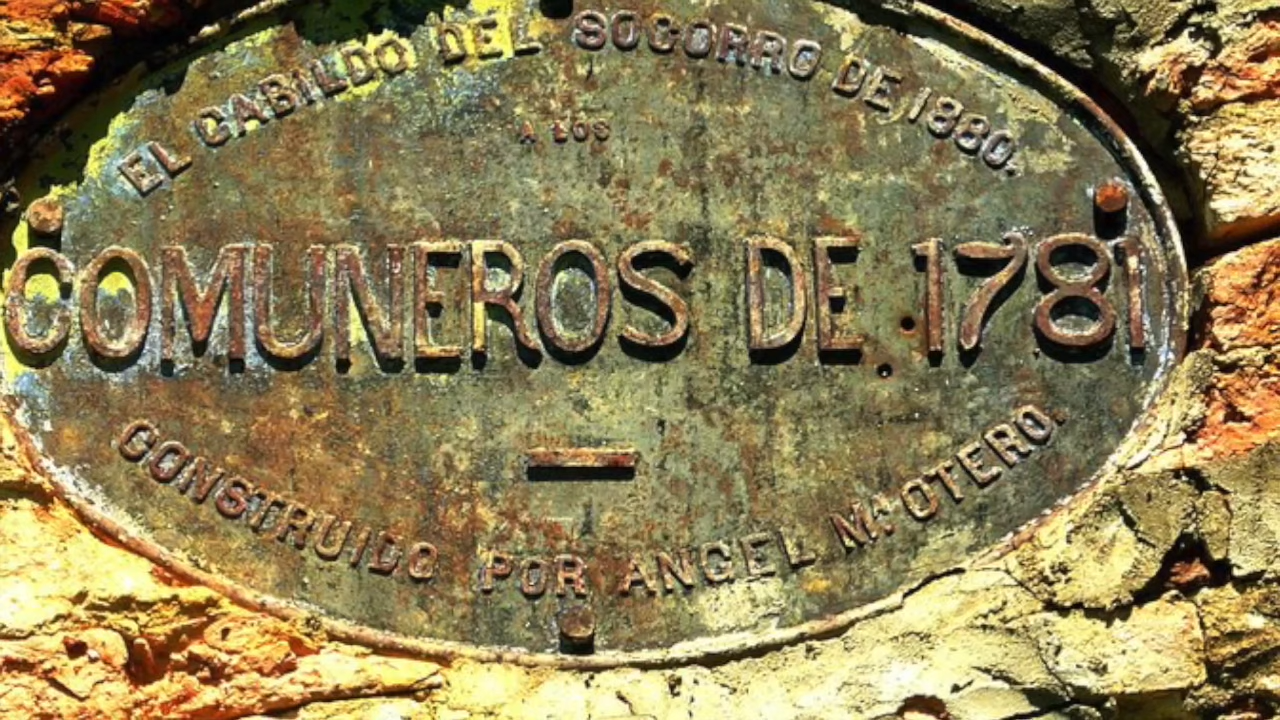 EL CABILDO DEL SOCORRO DE 1880.
A LOS
COMUNEROS DE 1781
CONSTRUIDO POR ANGEL Mª OTERO.